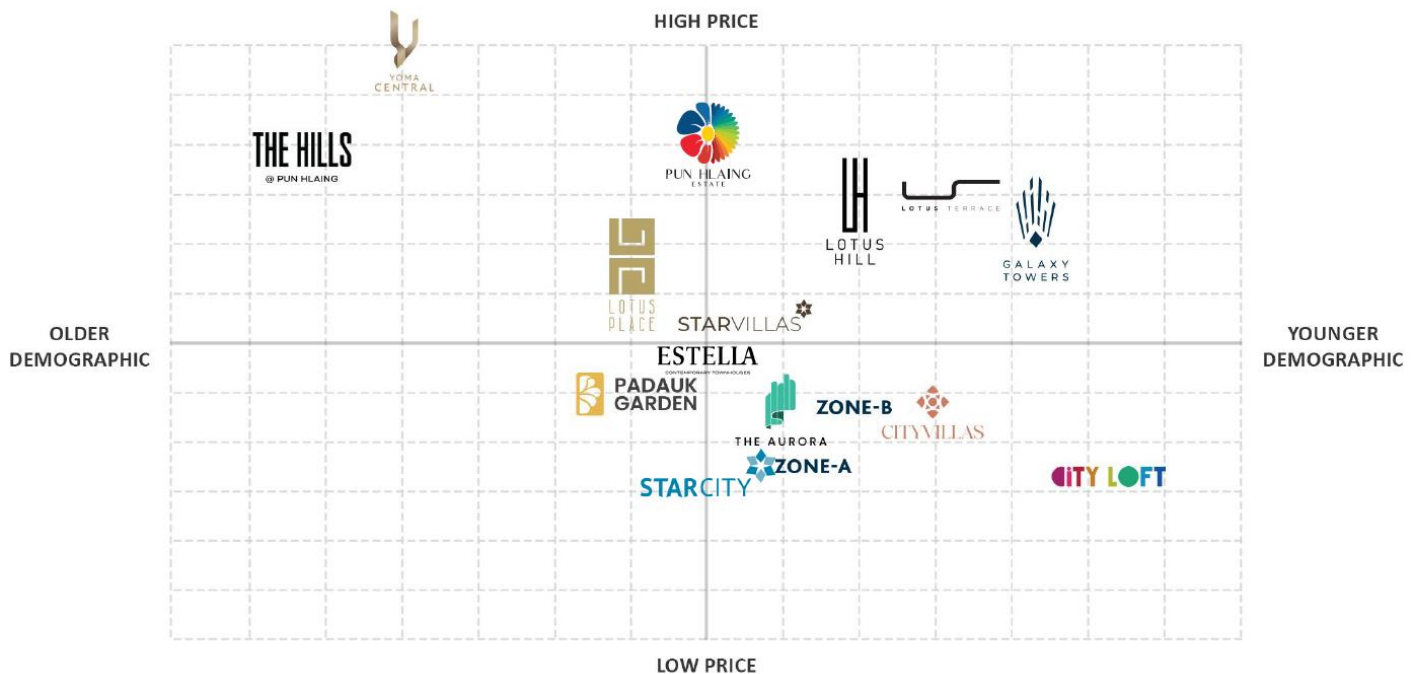 HIGH PRICE
YOMA
CENTRAL
THE HILLS
@ PUN HLAING
PUN HLAING
ESTATE
LOTUS
HILL
LOTUS TERRACE
GALAXY
TOWERS
LOTUS
PLACE
STARVILLAS
OLDER
DEMOGRAPHIC
YOUNGER
DEMOGRAPHIC
ESTELLA
CONTEMPORARY TOWNHOUSES
PADAUK
GARDEN
THE AURORA
ZONE-B
CITYVILLAS
ZONE-A
STARCITY
CITY LOFT
LOW PRICE